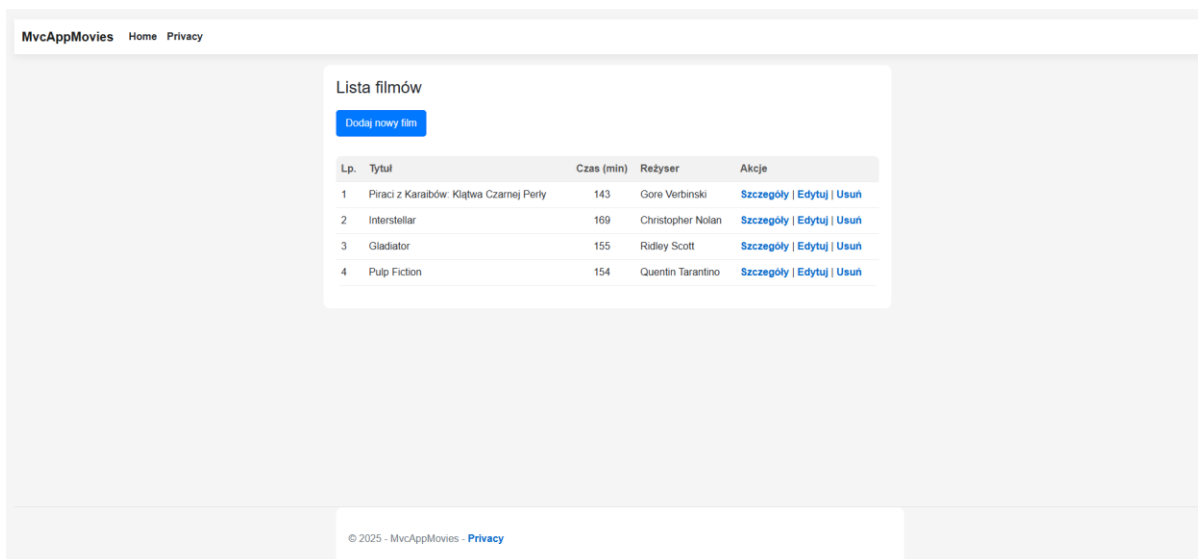 MvcAppMovies Home Privacy
Lista filmów
Dodaj nowy film
Lp. Tytuł Czas (min) Reżyser Akcje
1 Piraci z Karaibów: Klątwa Czarnej Perły 143 Gore Verbinski Szczegóły | Edytuj | Usuń
2 Interstellar 169 Christopher Nolan Szczegóły | Edytuj | Usuń
3 Gladiator 155 Ridley Scott Szczegóły | Edytuj | Usuń
4 Pulp Fiction 154 Quentin Tarantino Szczegóły | Edytuj | Usuń
© 2025 - MvcAppMovies - Privacy